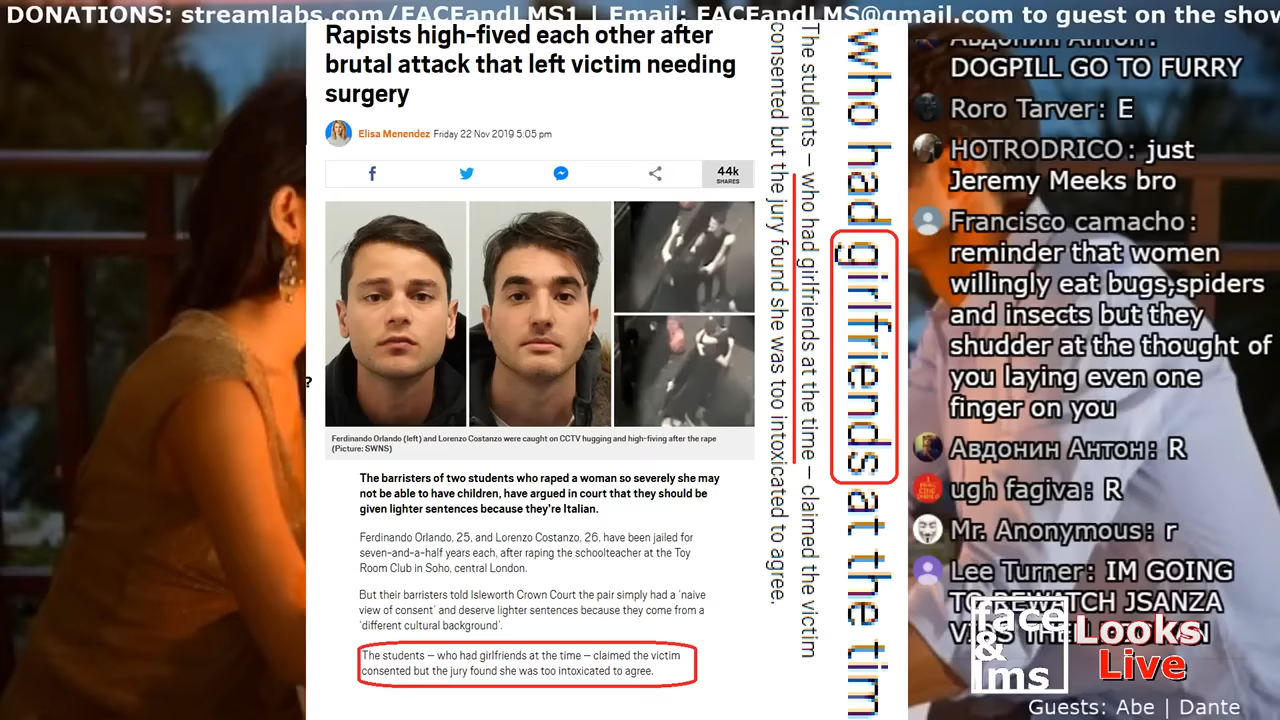 DONATIONS: streamlabs.com/FACEandLMS1 | Email: FACEandLMS@gmail.com to guest on the show
Rapists high-fived each other after
brutal attack that left victim needing
surgery
Elisa Menendez Friday 22 Nov 2019 5:05 pm
44k
SHARES
?
Ferdinando Orlando (left) and Lorenzo Costanzo were caught on CCTV hugging and high-fiving after the rape
(Picture: SWNS)
The barristers of two students who raped a woman so severely she may
not be able to have children, have argued in court that they should be
given lighter sentences because they're Italian.
Ferdinando Orlando, 25, and Lorenzo Costanzo, 26, have been jailed for
seven-and-a-half years each, after raping the schoolteacher at the Toy
Room Club in Soho, central London.
But their barristers told Isleworth Crown Court the pair simply had a 'naive
view of consent' and deserve lighter sentences because they come from a
'different cultural background'.
The students – who had girlfriends at the time – claimed the victim
consented but the jury found she was too intoxicated to agree.
who had girlfriends at the tim
The students – who had girlfriends at the time – claimed the victim
consented but the jury found she was too intoxicated to agree.
Авдонин Антон:
DOGPILL GO TO FURRY
Roro Tarver: E
HOTRODRICO: just
Jeremy Meeks bro
Francisco camacho:
reminder that women
willingly eat bugs,spiders
and insects but they
shudder at the thought of
you laying even one
finger on you
Авдонин Антон: R
ugh fagiva: R
Mr. Anonymous: r
Lee Turner: IM GOING
TO REWATCH JSANZA
face
&
lms
Looks
Live
Guests: Abe | Dante